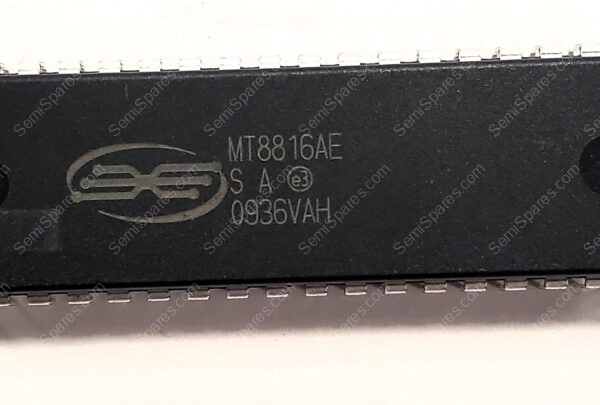 MT8816AE
S A e3
0936VAH
SemiSpares.com